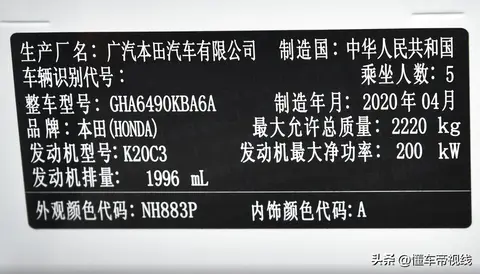 生产厂名：广汽本田汽车有限公司 制造国：中华人民共和国
车辆识别代号： 乘坐人数：5
整车型号：GHA6490KBA6A 制造年月：2020年04月
品牌：本田(HONDA) 最大允许总质量：2220 kg
发动机型号：K20C3 发动机最大净功率：200 kW
发动机排量：1996 mL
外观颜色代码：NH883P 内饰颜色代码：A
头条 @懂车帝视线